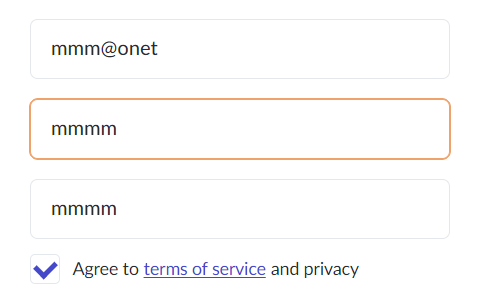 mmm@onet
mmmm
mmmm
Agree to terms of service and privacy